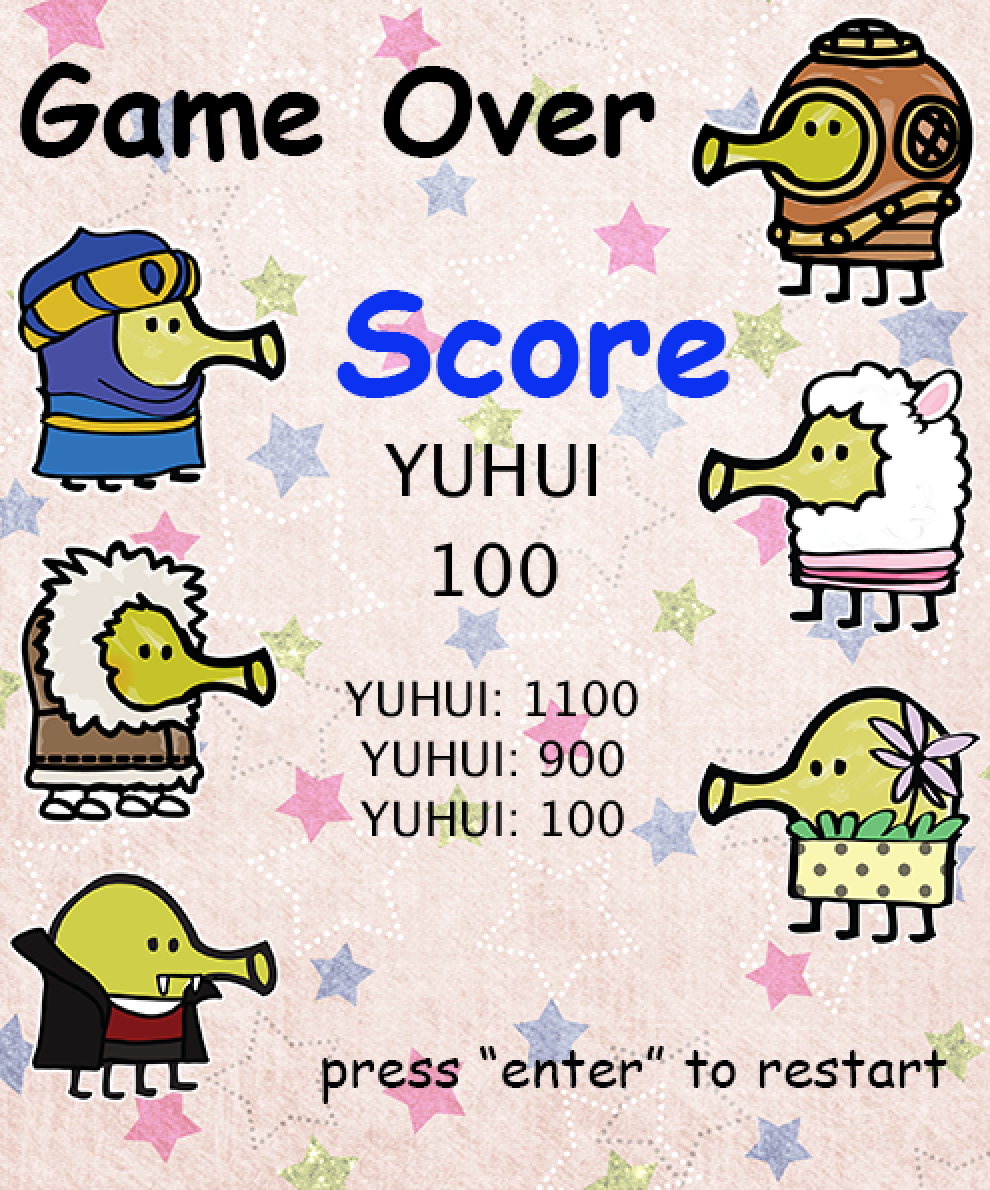 Game Over
Score
YUHUI
100
YUHUI: 1100
YUHUI: 900
YUHUI: 100
press “enter” to restart